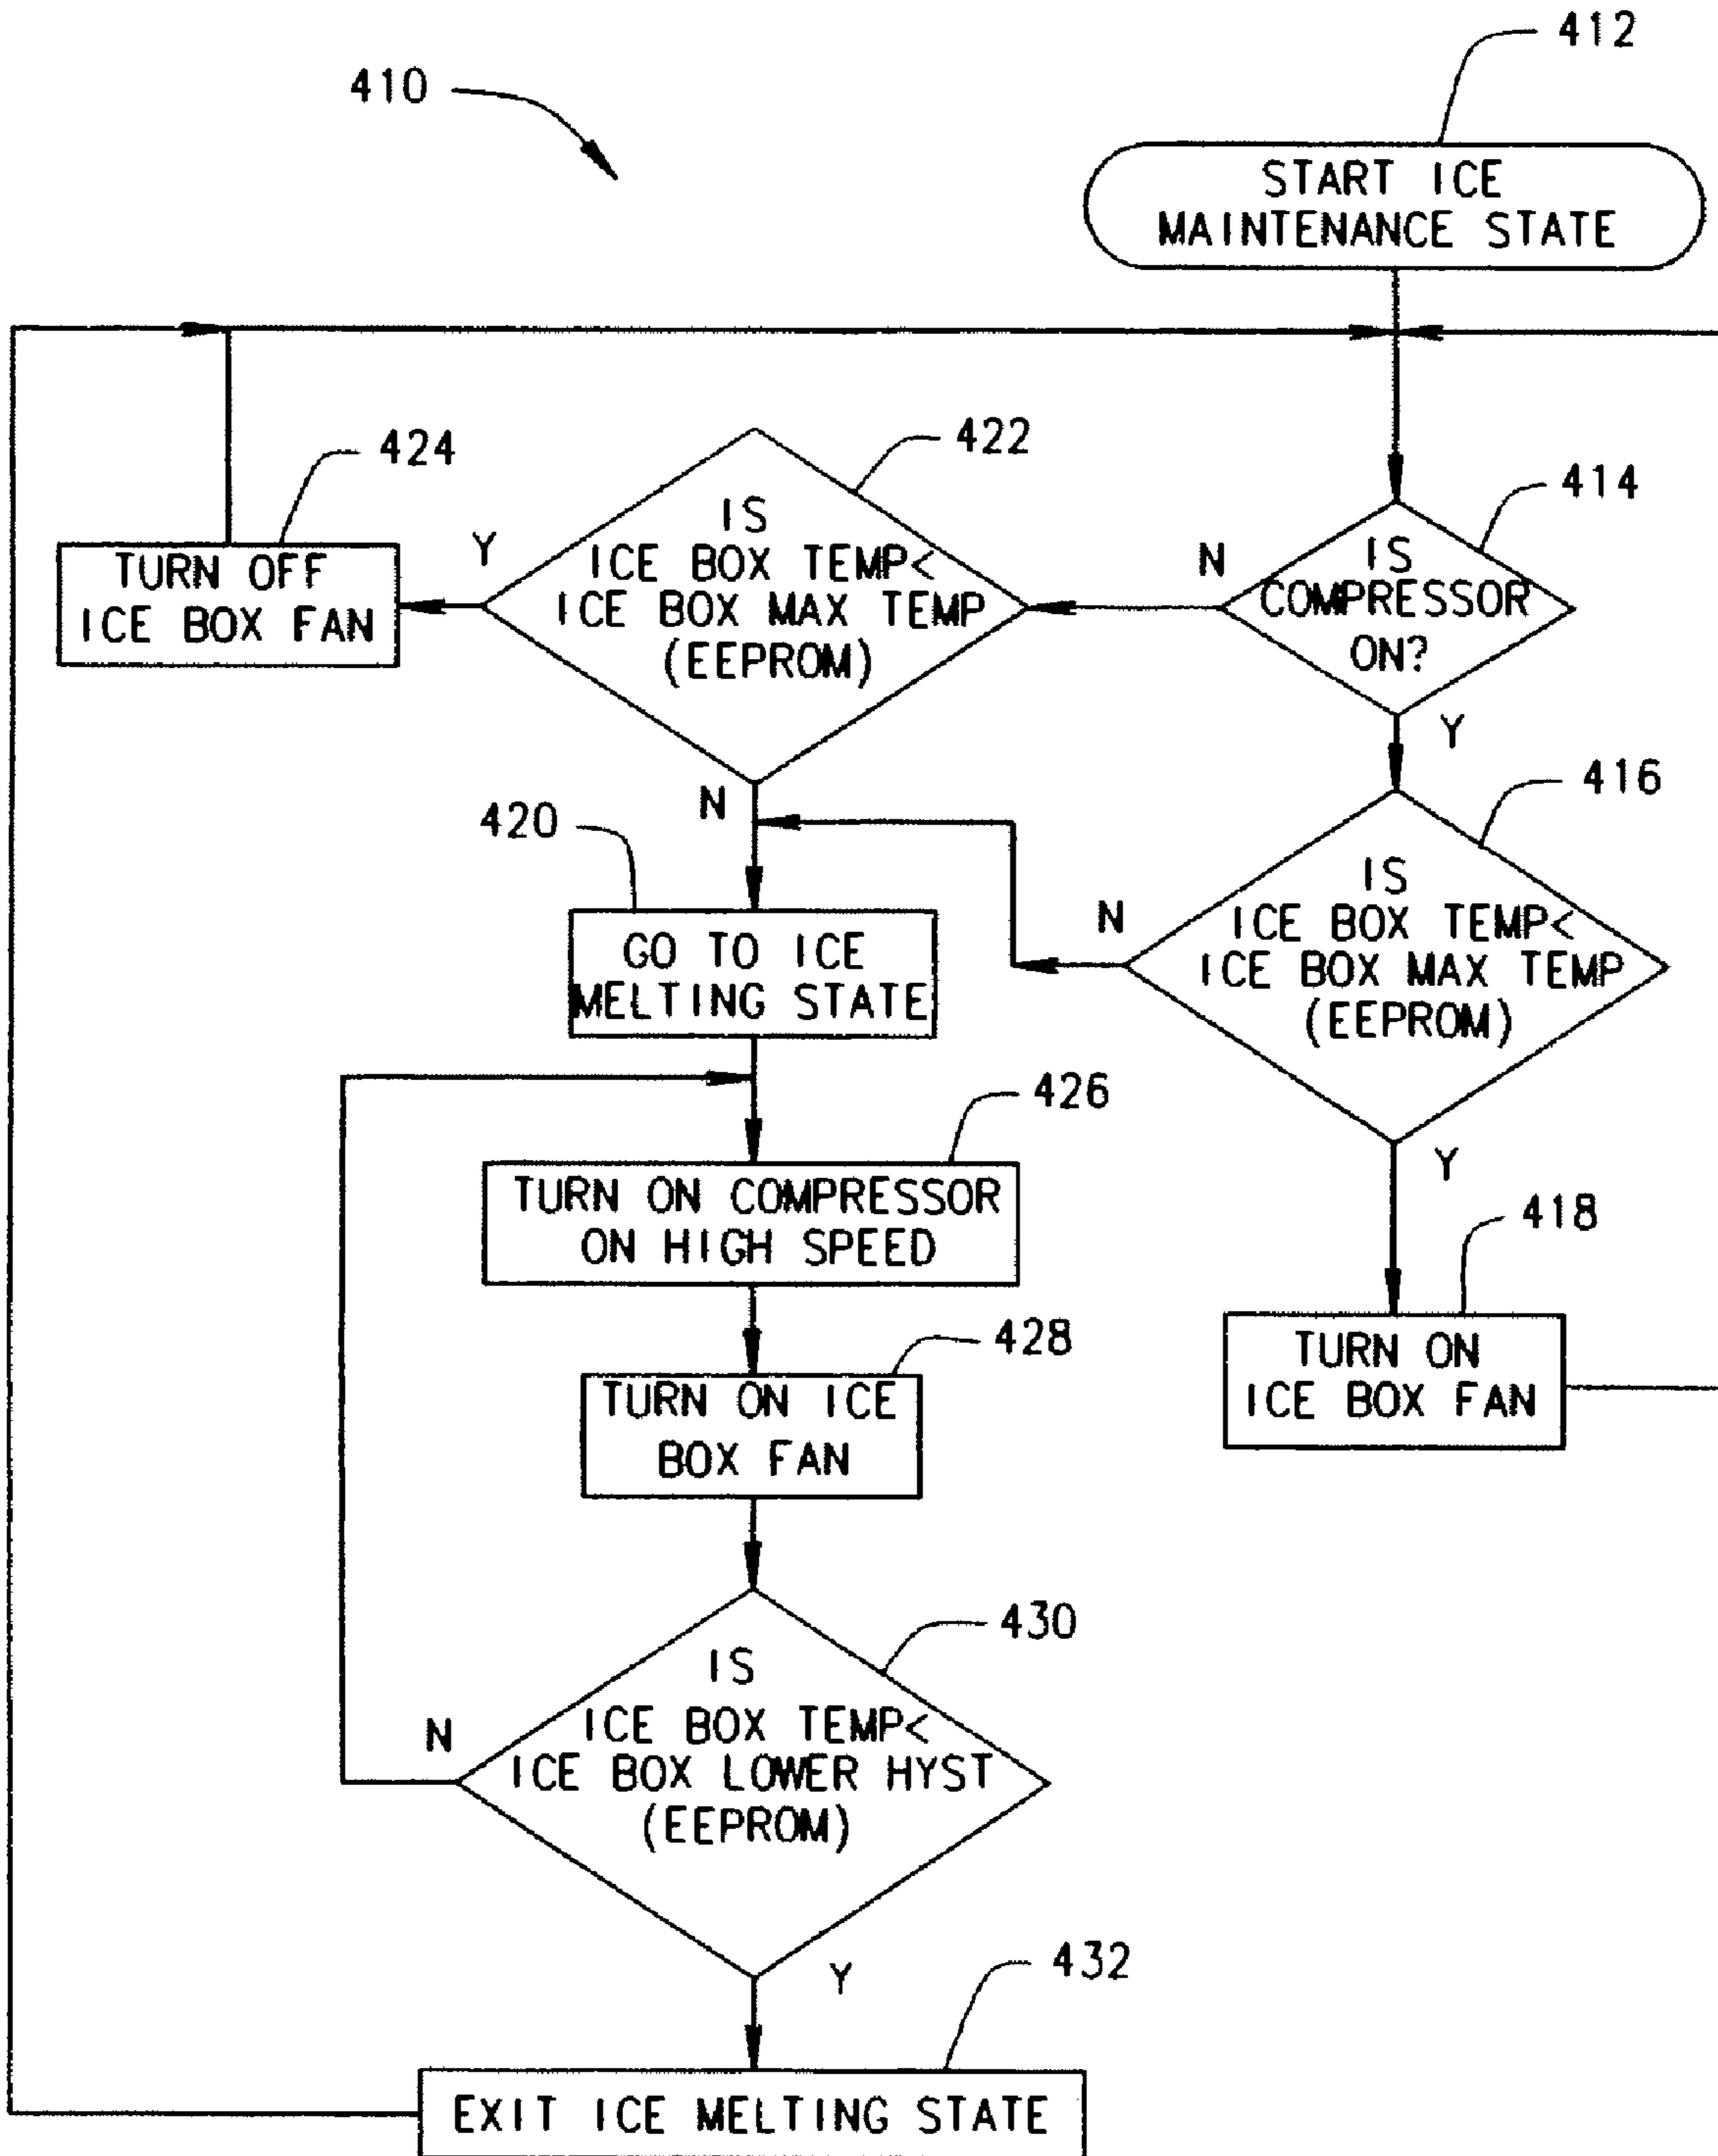 412
410
START ICE
MAINTENANCE STATE
424
422
414
TURN OFF
ICE BOX FAN
Y
IS
ICE BOX TEMP<
ICE BOX MAX TEMP
(EEPROM)
N
IS
COMPRESSOR
ON?
Y
N
420
416
GO TO ICE
MELTING STATE
N
IS
ICE BOX TEMP<
ICE BOX MAX TEMP
(EEPROM)
Y
426
TURN ON COMPRESSOR
ON HIGH SPEED
418
TURN ON
ICE BOX FAN
428
TURN ON ICE
BOX FAN
430
IS
ICE BOX TEMP<
ICE BOX LOWER HYST
(EEPROM)
N
Y
432
EXIT ICE MELTING STATE